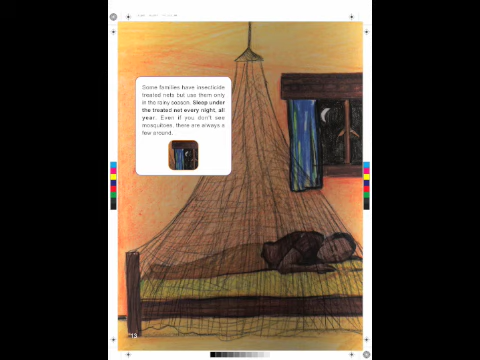 Some families have insecticide
treated nets but use them only
in the rainy season. Sleep under
the treated net every night, all
year. Even if you don't see
mosquitoes, there are always a
few around.
13